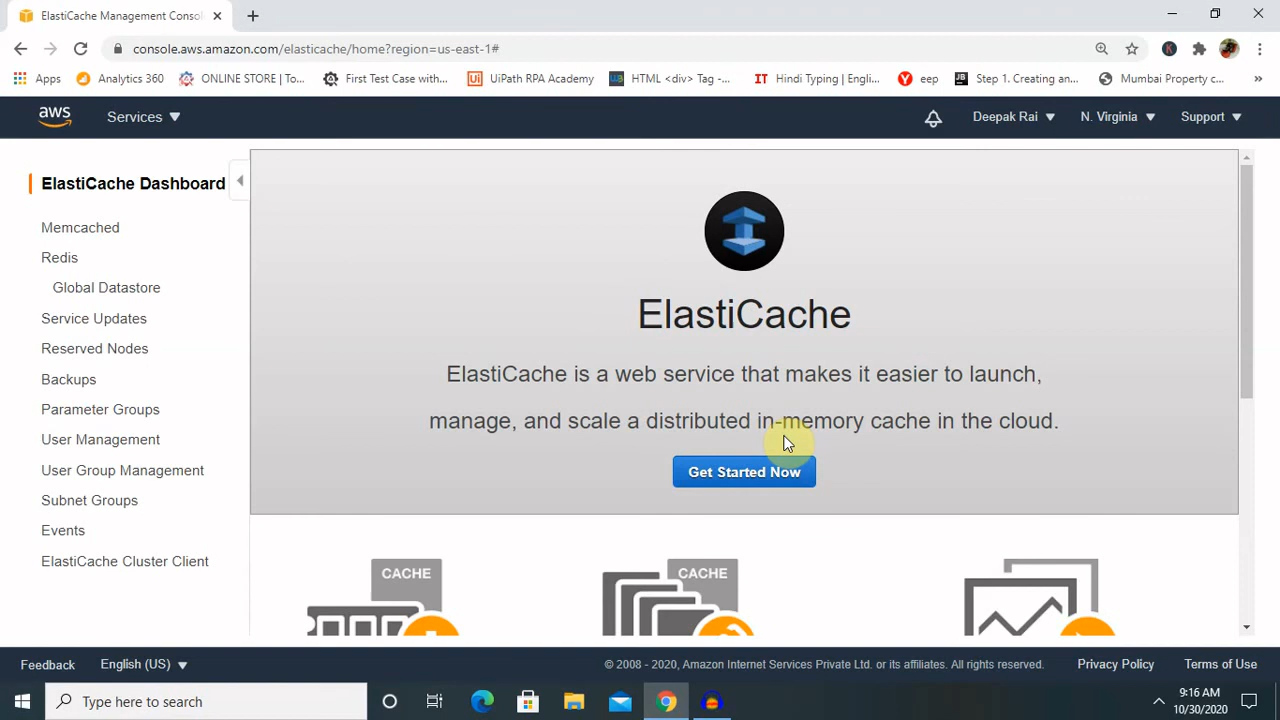 ElastiCache Management Consol
console.aws.amazon.com/elasticache/home?region=us-east-1#
Apps
Analytics 360
ONLINE STORE | To...
First Test Case with...
UiPath RPA Academy
HTML <div> Tag -...
Hindi Typing | Engli...
eep
Step 1. Creating an...
Mumbai Property c...
»
aws
Services
Deepak Rai
N. Virginia
Support
ElastiCache Dashboard
Memcached
Redis
Global Datastore
Service Updates
Reserved Nodes
Backups
Parameter Groups
User Management
User Group Management
Subnet Groups
Events
ElastiCache Cluster Client
ElastiCache
ElastiCache is a web service that makes it easier to launch,
manage, and scale a distributed in-memory cache in the cloud.
Get Started Now
CACHE
CACHE
Feedback
English (US)
© 2008 - 2020, Amazon Internet Services Private Ltd. or its affiliates. All rights reserved.
Privacy Policy
Terms of Use
Type here to search
9:16 AM
10/30/2020